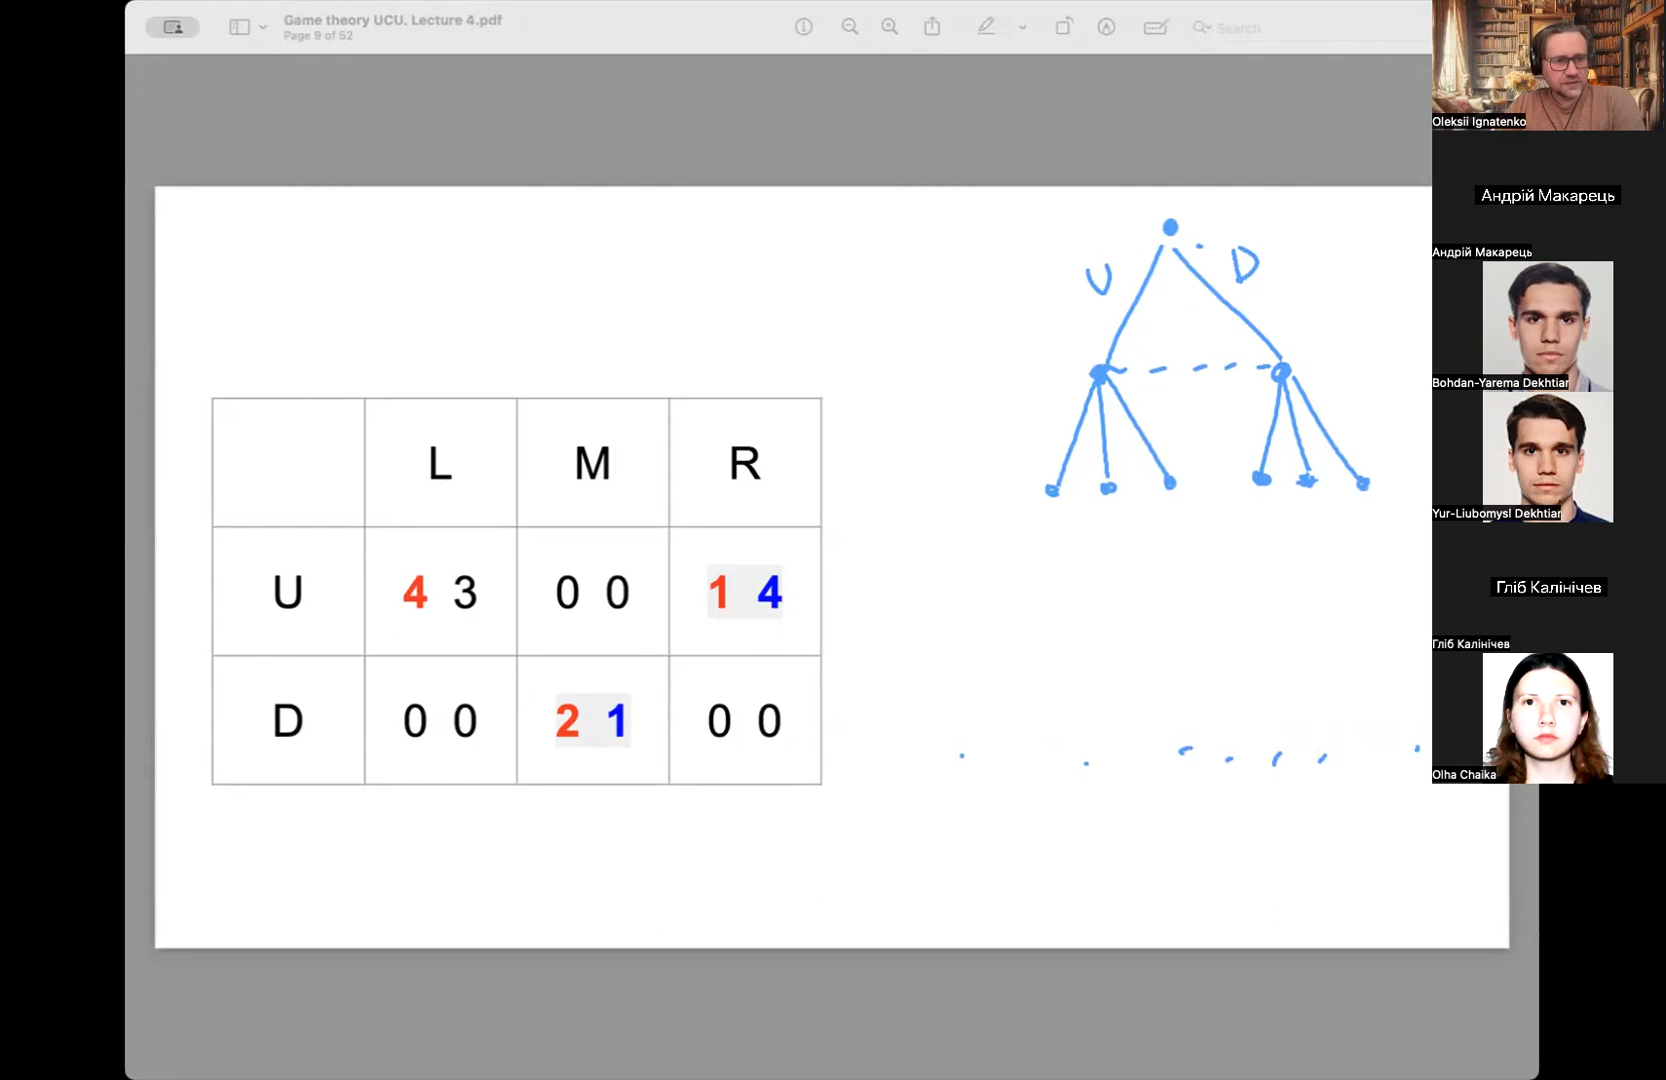 Game theory UCU. Lecture 4.pdf
Page 9 of 52
Search
L M R
U 4 3 0 0 1 4
D 0 0 2 1 0 0
U D
Oleksii Ignatenko
Андрій Макарець
Андрій Макарець
Bohdan-Yarema Dekhtiar
Yur-Liubomysl Dekhtiar
Гліб Калінічев
Гліб Калінічев
Olha Chaika